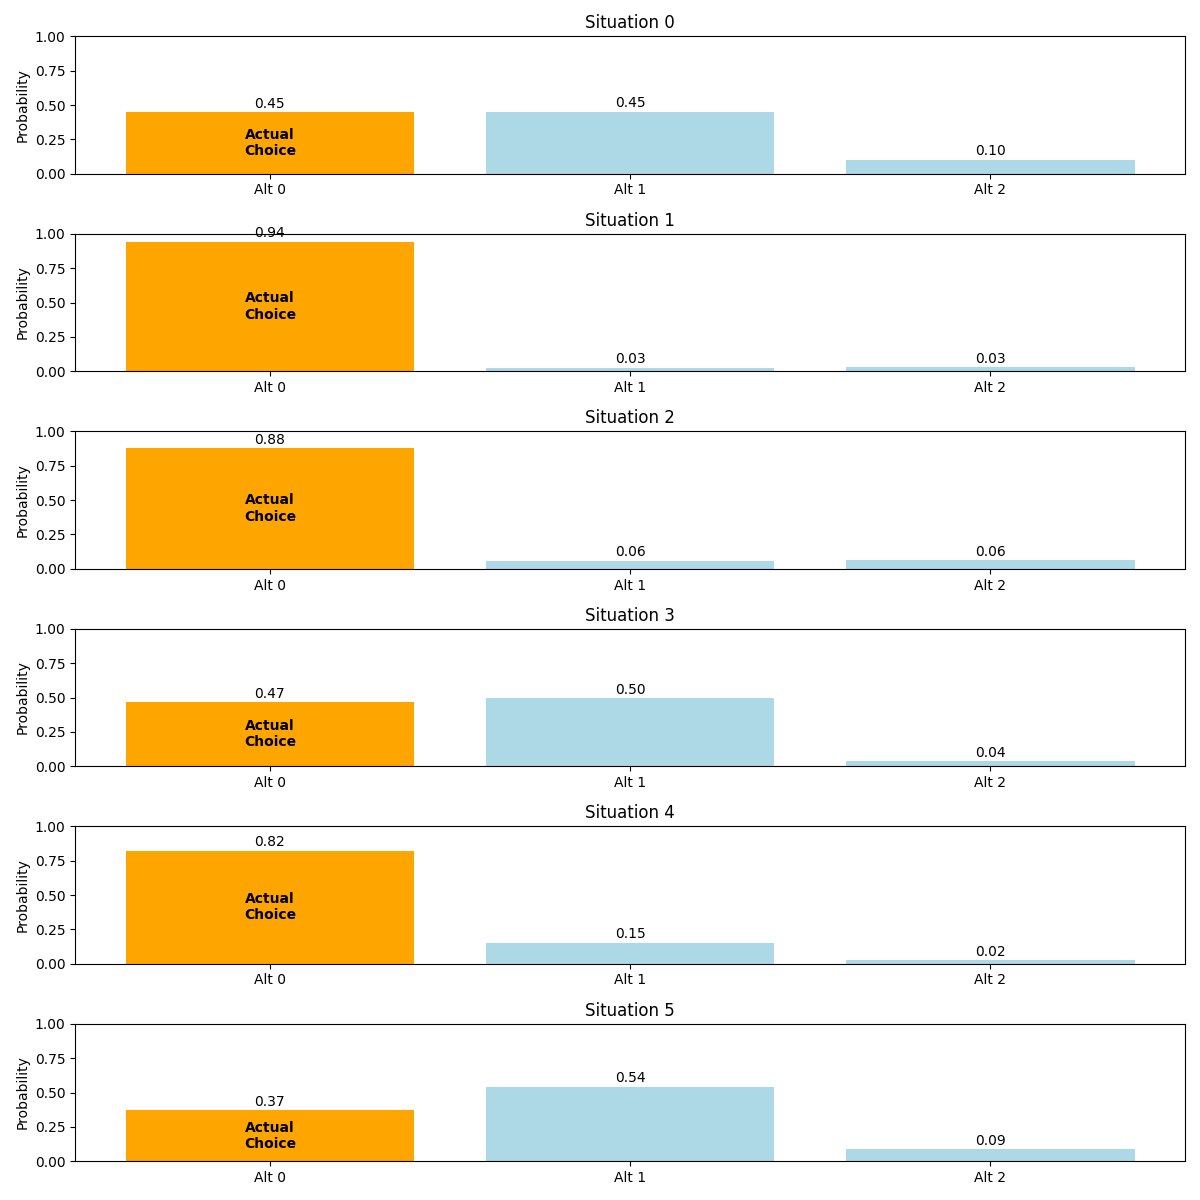 Situation 0
Probability
1.00
0.75
0.50
0.25
0.00
0.45
0.45
0.10
Actual
Choice
Alt 0
Alt 1
Alt 2
Situation 1
Probability
1.00
0.75
0.50
0.25
0.00
0.94
0.03
0.03
Actual
Choice
Alt 0
Alt 1
Alt 2
Situation 2
Probability
1.00
0.75
0.50
0.25
0.00
0.88
0.06
0.06
Actual
Choice
Alt 0
Alt 1
Alt 2
Situation 3
Probability
1.00
0.75
0.50
0.25
0.00
0.47
0.50
0.04
Actual
Choice
Alt 0
Alt 1
Alt 2
Situation 4
Probability
1.00
0.75
0.50
0.25
0.00
0.82
0.15
0.02
Actual
Choice
Alt 0
Alt 1
Alt 2
Situation 5
Probability
1.00
0.75
0.50
0.25
0.00
0.37
0.54
0.09
Actual
Choice
Alt 0
Alt 1
Alt 2